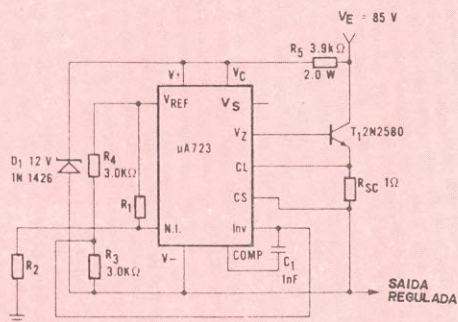 VE = 85 V
R5 3.9kΩ
2.0 W
V+
VC
VREF
VS
VZ
T1 2N2580
µA723
CL
D1 12 V
1N 1426
R4
3.0KΩ
RSC 1Ω
CS
R1
N.I.
Inv
V-
COMP
C1
1nF
R2
R3
3.0KΩ
SAIDA
REGULADA